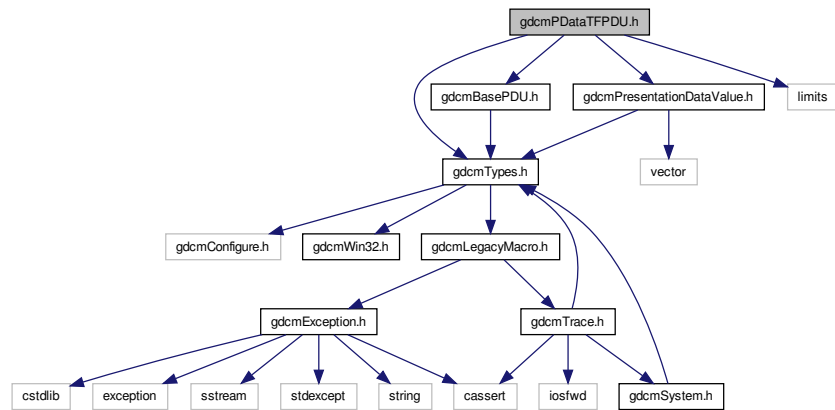 gdcmPDataTFPDU.h
gdcmBasePDU.h
gdcmPresentationDataValue.h
limits
gdcmTypes.h
vector
gdcmConfigure.h
gdcmWin32.h
gdcmLegacyMacro.h
gdcmException.h
gdcmTrace.h
cstdlib
exception
sstream
stdexcept
string
cassert
iosfwd
gdcmSystem.h